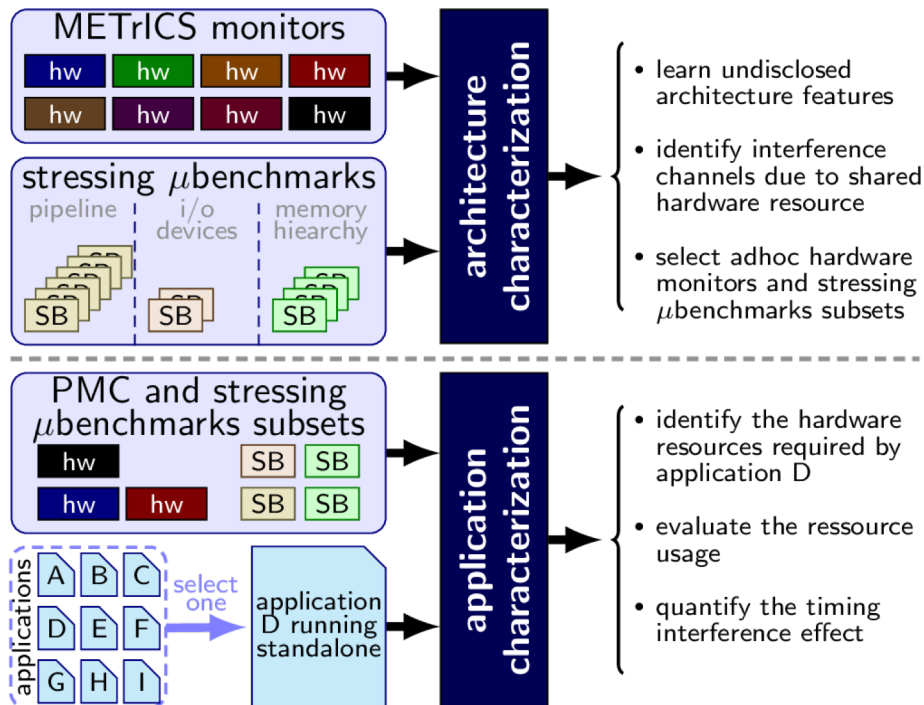 METrICS monitors
hw hw hw hw
hw hw hw hw
stressing μbenchmarks
pipeline
i/o
devices
memory
hiearchy
SB
SB
SB
architecture
characterization
• learn undisclosed
architecture features
• identify interference
channels due to shared
hardware resource
• select adhoc hardware
monitors and stressing
μbenchmarks subsets
PMC and stressing
μbenchmarks subsets
hw
hw hw
SB SB
SB SB
applications
A B C
D E F
G H I
select
one
application
D running
standalone
application
characterization
• identify the hardware
resources required by
application D
• evaluate the ressource
usage
• quantify the timing
interference effect